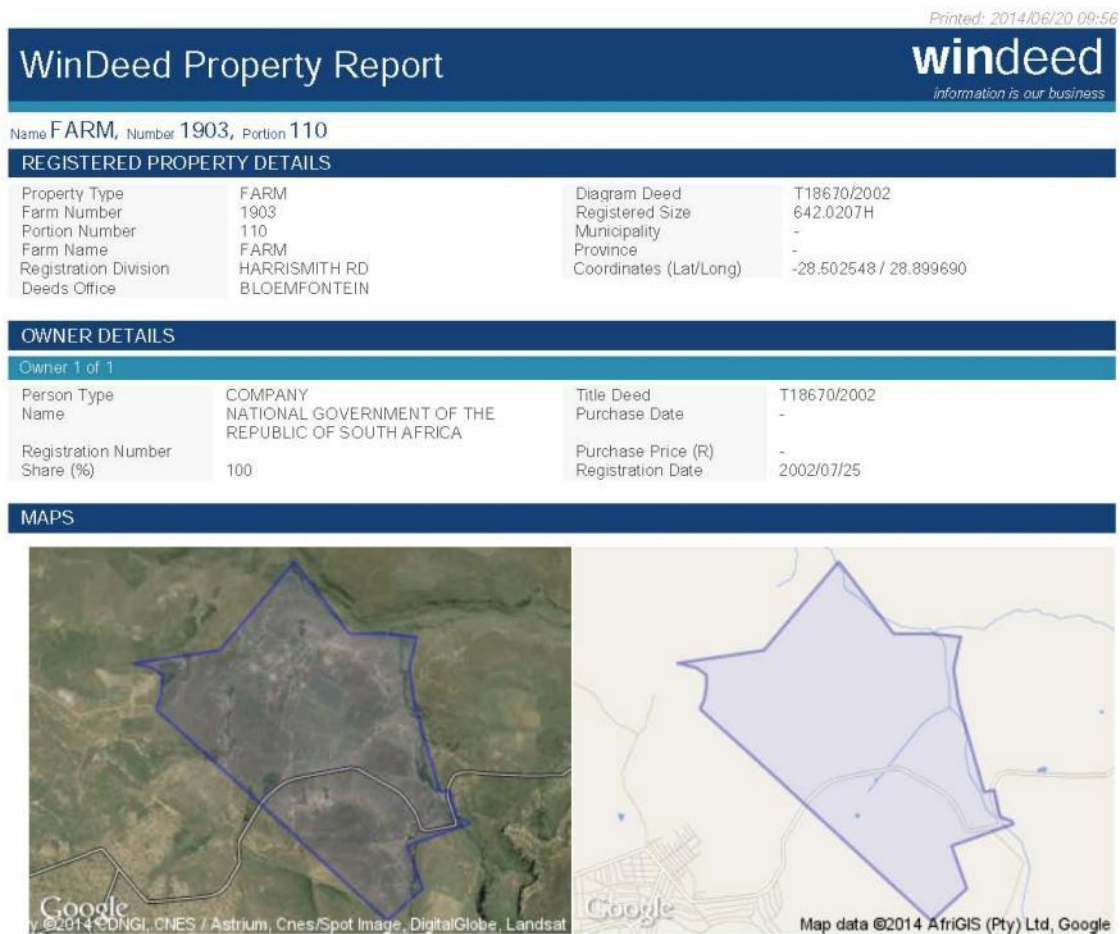 Printed: 2014/06/20 09:56
WinDeed Property Report
windeed
information is our business
Name FARM, Number 1903, Portion 110
REGISTERED PROPERTY DETAILS
Property Type FARM Diagram Deed T18670/2002
Farm Number 1903 Registered Size 642.0207H
Portion Number 110 Municipality -
Farm Name FARM Province -
Registration Division HARRISMITH RD Coordinates (Lat/Long) -28.502548 / 28.899690
Deeds Office BLOEMFONTEIN
OWNER DETAILS
Owner 1 of 1
Person Type COMPANY Title Deed T18670/2002
Name NATIONAL GOVERNMENT OF THE Purchase Date -
REPUBLIC OF SOUTH AFRICA
Registration Number Purchase Price (R) -
Share (%) 100 Registration Date 2002/07/25
MAPS
Google Google
y ©2014 CDNGI, CNES / Astrium, Cnes/Spot Image, DigitalGlobe, Landsat Map data ©2014 AfriGIS (Pty) Ltd, Google